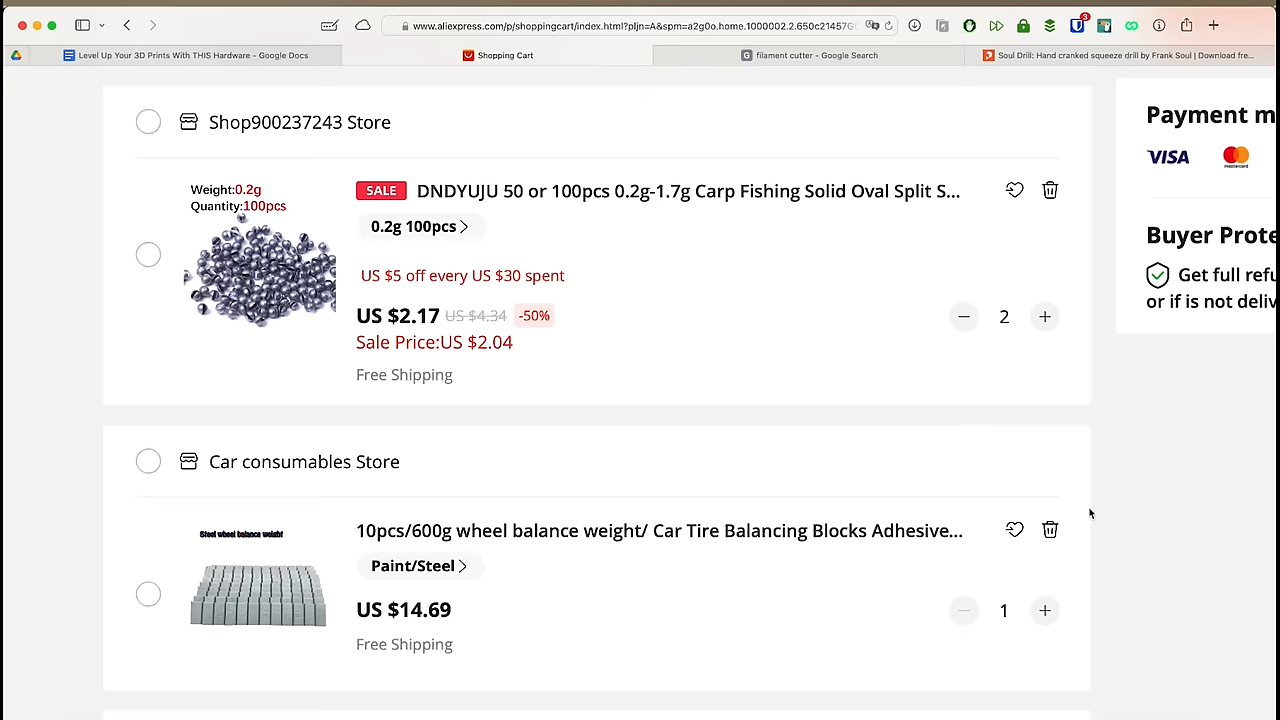 www.aliexpress.com/p/shoppingcart/index.html?pljn=A&spm=a2g0o.home.1000002.2.650c21457G
3
Level Up Your 3D Prints With THIS Hardware - Google Docs
Shopping Cart
filament cutter - Google Search
Soul Drill: Hand cranked squeeze drill by Frank Soul | Download fre...
Shop900237243 Store
Payment m
VISA
mastercard
Weight:0.2g
Quantity:100pcs
SALE DNDYUJU 50 or 100pcs 0.2g-1.7g Carp Fishing Solid Oval Split S...
0.2g 100pcs
US $5 off every US $30 spent
US $2.17 US $4.34 -50%
2
Sale Price:US $2.04
Free Shipping
Buyer Prote
Get full refu
or if is not deliv
Car consumables Store
Steel wheel balance weight
10pcs/600g wheel balance weight/ Car Tire Balancing Blocks Adhesive...
Paint/Steel
US $14.69
1
Free Shipping